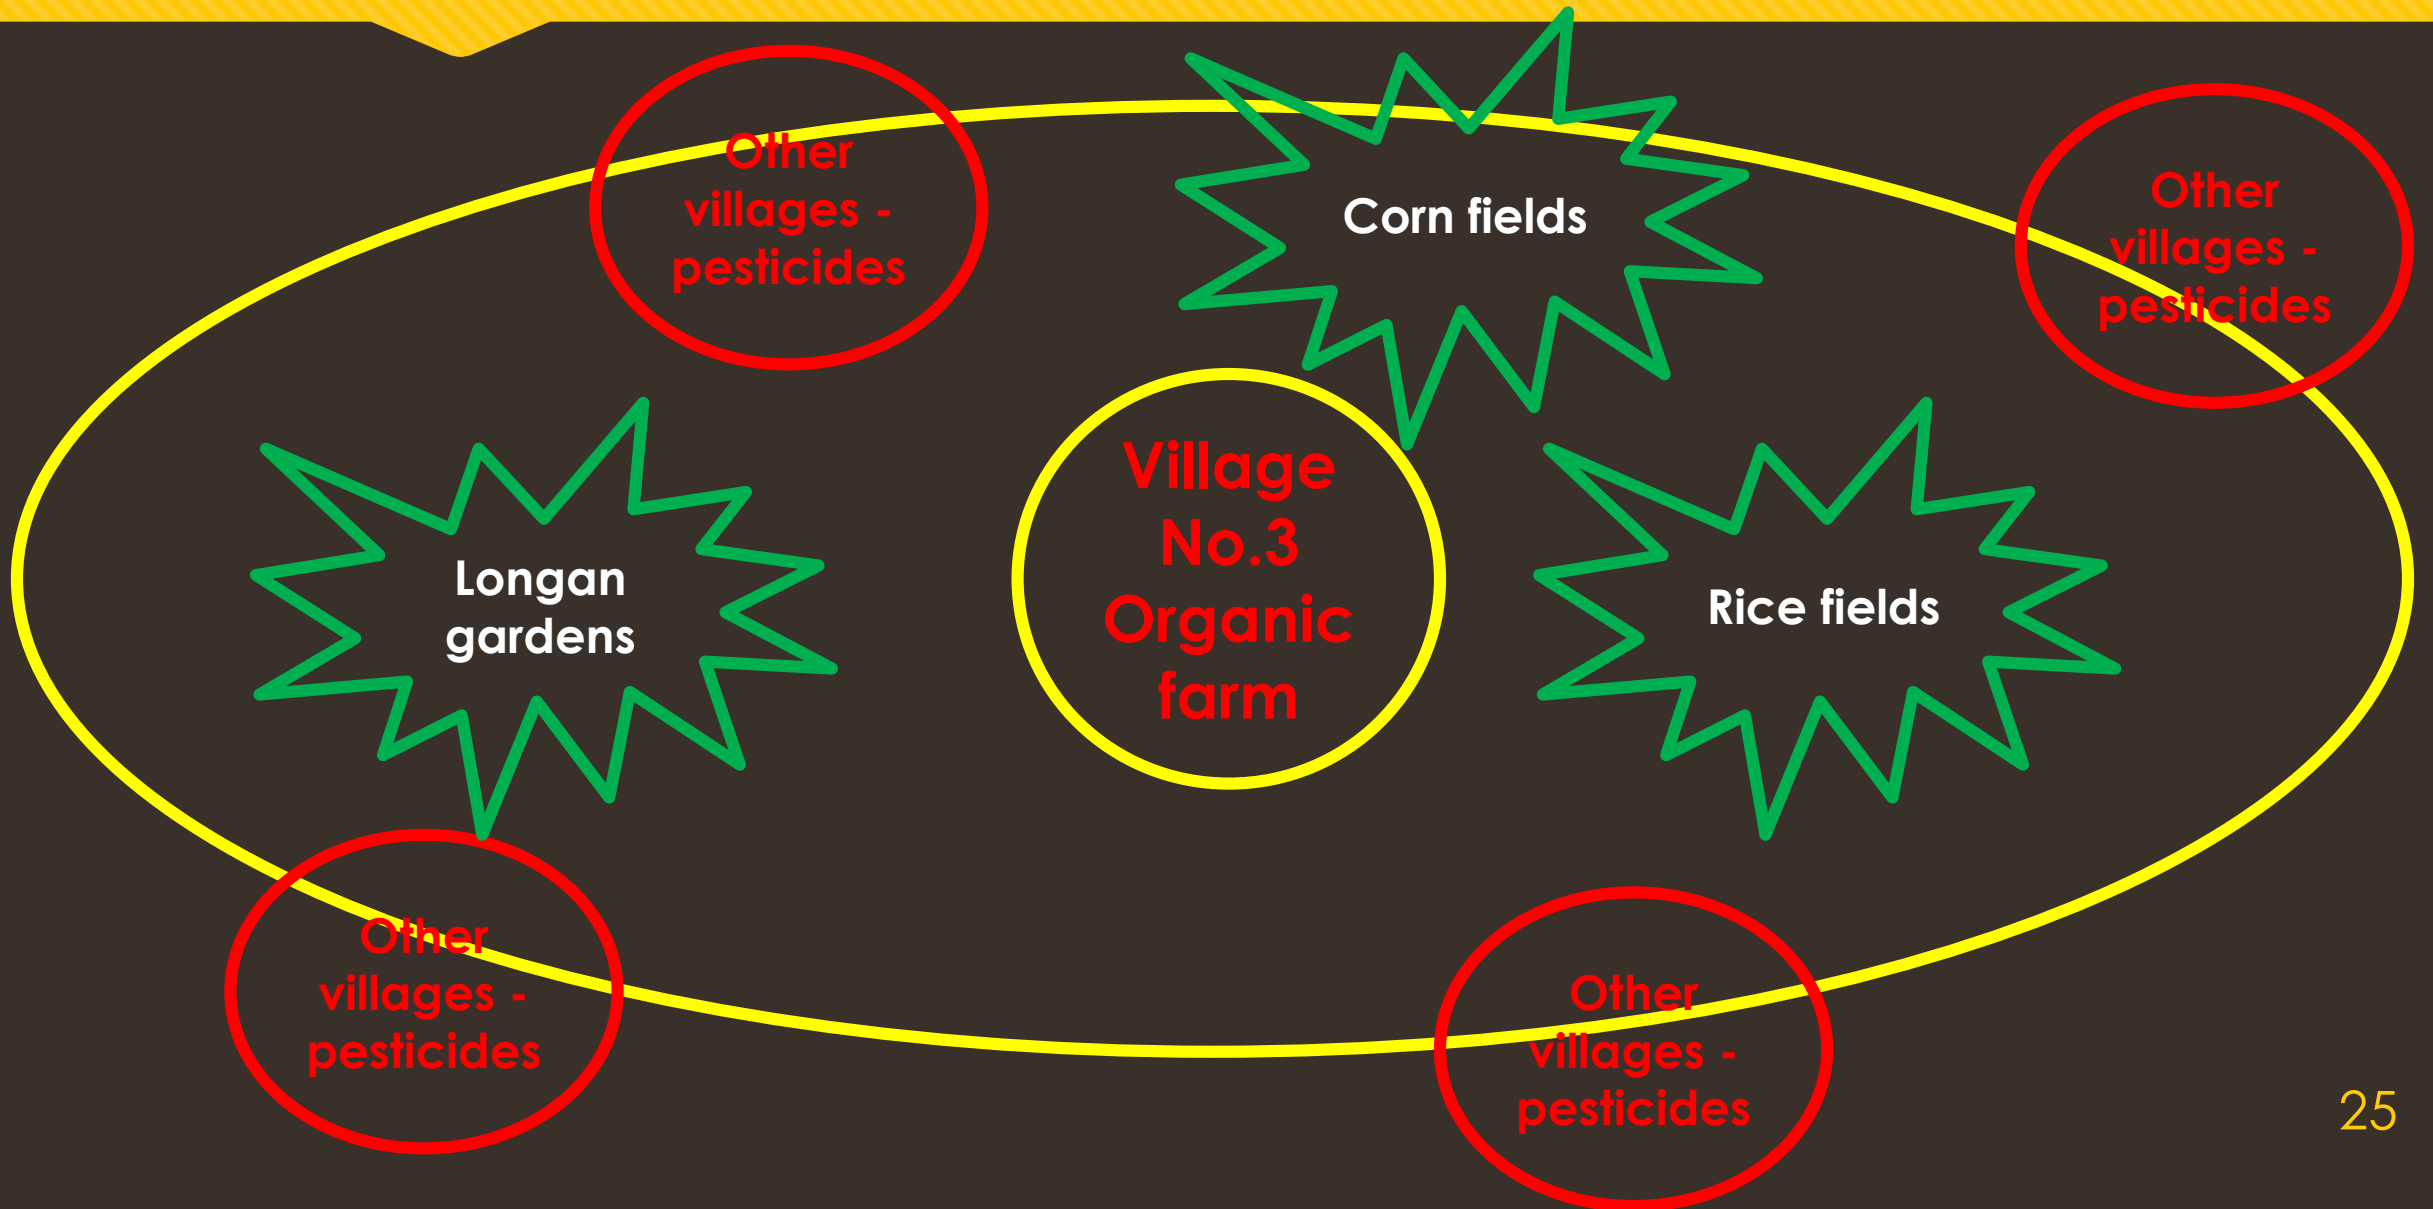 Other
villages -
pesticides
Corn fields
Other
villages -
pesticides
Longan
gardens
Village
No.3
Organic
farm
Rice fields
Other
villages -
pesticides
Other
villages -
pesticides
25